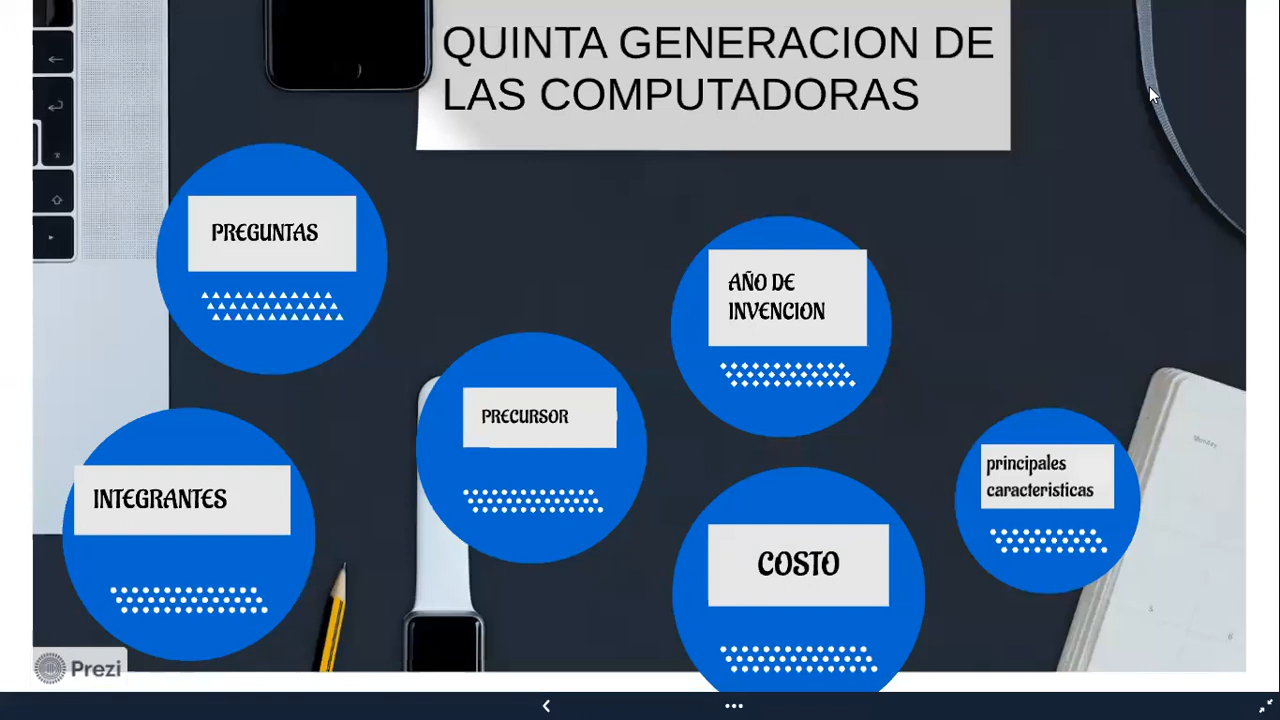 QUINTA GENERACION DE
LAS COMPUTADORAS
PREGUNTAS
AÑO DE
INVENCION
PRECURSOR
principales
caracteristicas
INTEGRANTES
COSTO
Prezi